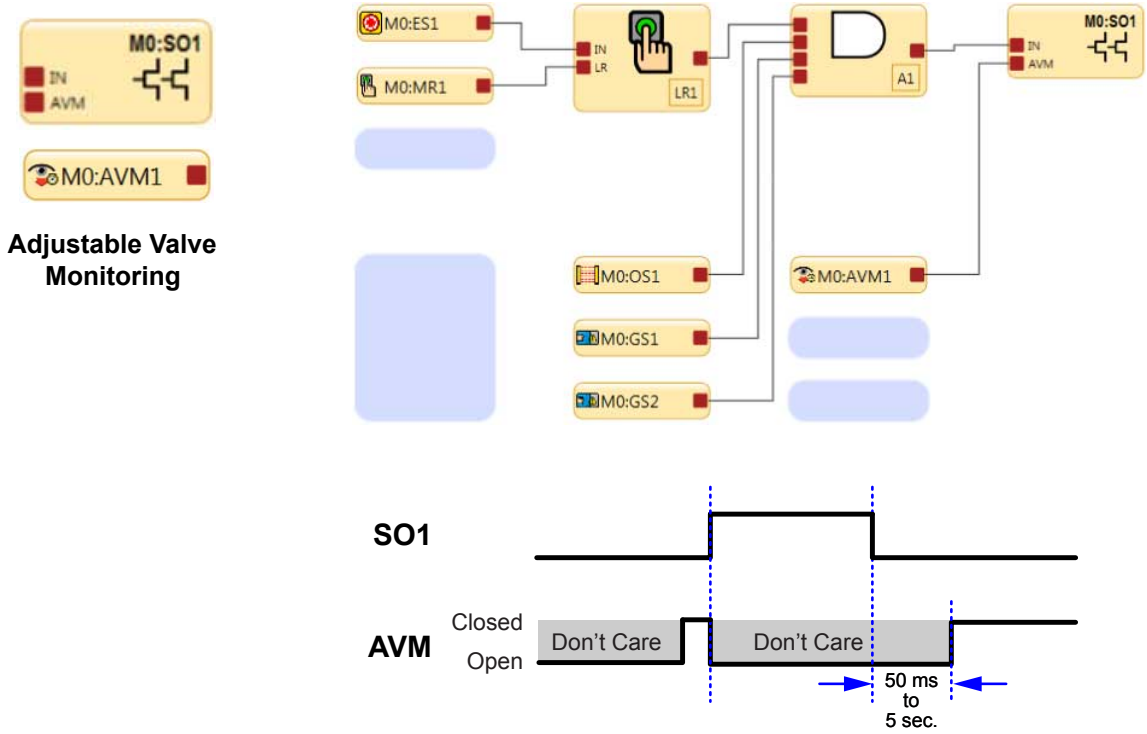 M0:SO1
IN
AVM
M0:AVM1
Adjustable Valve
Monitoring
M0:ES1
M0:MR1
IN
LR
LR1
A1
M0:SO1
IN
AVM
M0:OS1
M0:GS1
M0:GS2
M0:AVM1
SO1
AVM
Closed
Open
Don't Care
Don't Care
50 ms
to
5 sec.